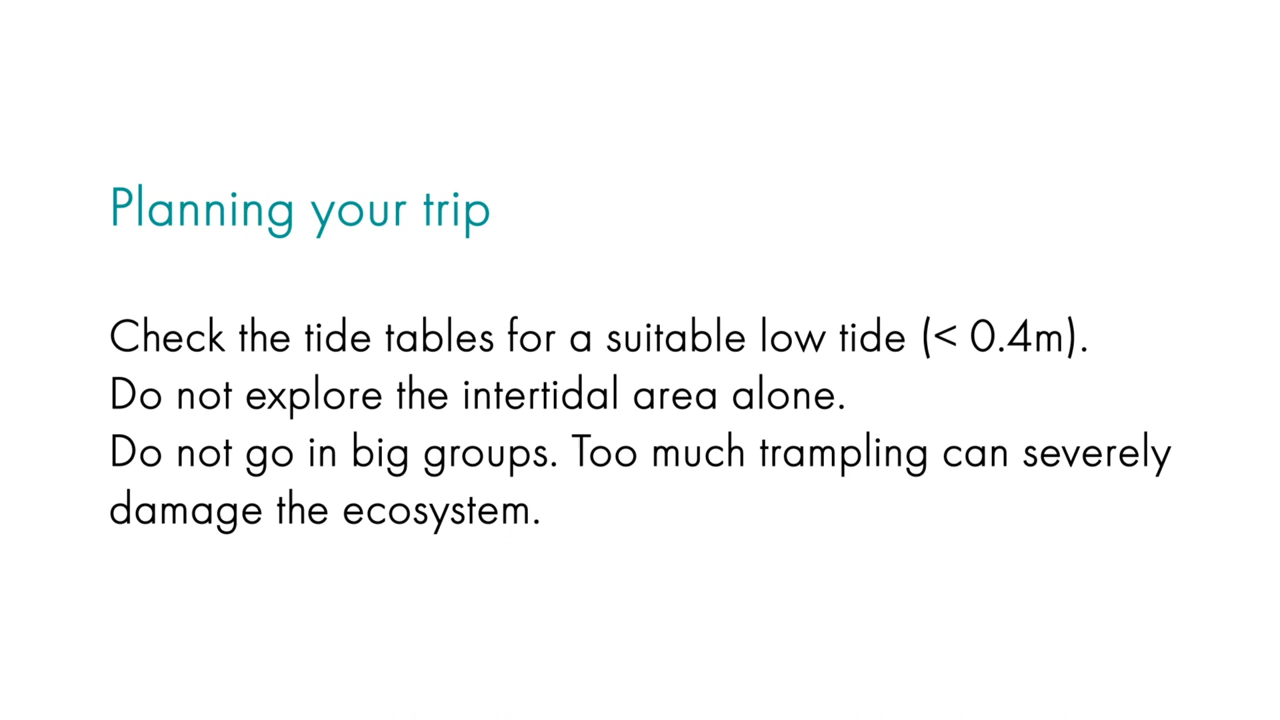 Planning your trip
Check the tide tables for a suitable low tide (< 0.4m).
Do not explore the intertidal area alone.
Do not go in big groups. Too much trampling can severely
damage the ecosystem.